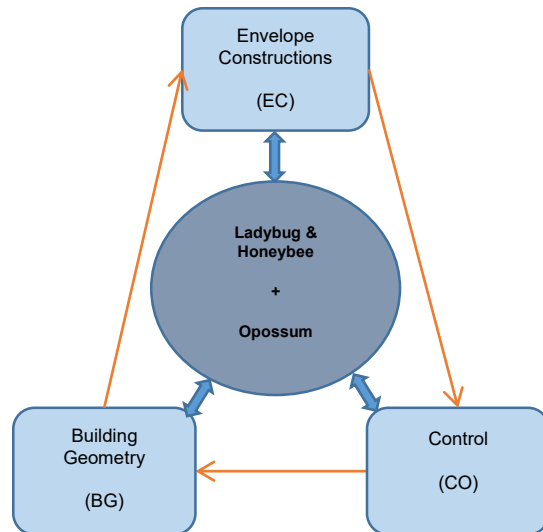 Envelope
Constructions
(EC)
Ladybug &
Honeybee
+
Opossum
Building
Geometry
(BG)
Control
(CO)